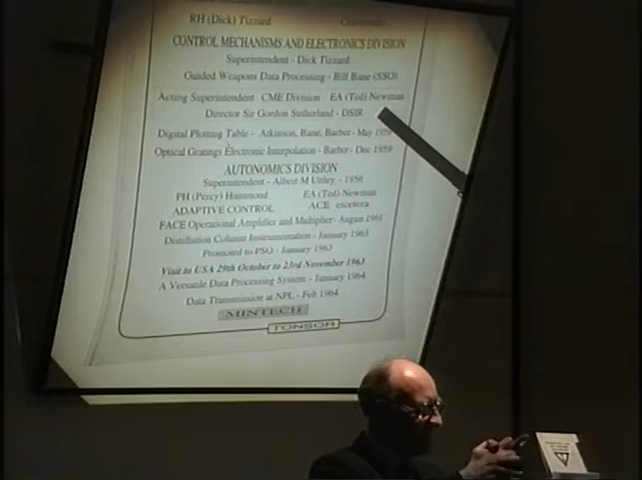 RH (Dick) Tizzard
CONTROL MECHANISMS AND ELECTRONICS DIVISION
Superintendent - Dick Tizzard
Guided Weapons Data Processing - Bill Bane (SSO)
Acting Superintendent CME Division EA (Ted) Newman
Director Sir Gordon Sutherland - DSIR
Digital Plotting Table - Atkinson, Bane, Barber - May 1959
Optical Gratings Electronic Interpolation - Barber - Dec 1959
AUTONOMICS DIVISION
Superintendent - Albert M Uttley - 1956
PH (Percy) Hammond EA (Ted) Newman
ADAPTIVE CONTROL ACE
FACE Operational Amplifier and Multiplier - August 1961
Distillation Column Instrumentation - January 1963
Promoted to PSO - January 1963
Visit to USA 29th October to 23rd November 1963
A Versatile Data Processing System - January 1964
Data Transmission at NPL - Feb 1964
MINTECH
TONSOR